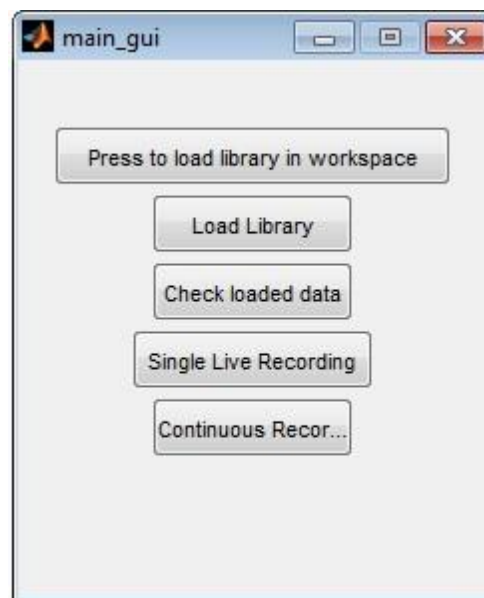 main_gui
Press to load library in workspace
Load Library
Check loaded data
Single Live Recording
Continuous Recor...